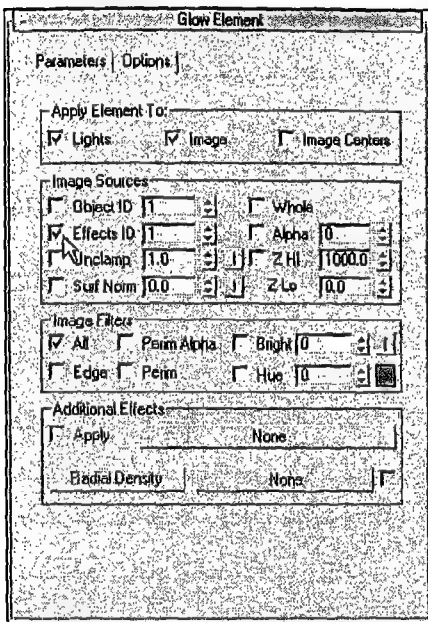 Glow Element
Parameters Options
Apply Element To:
Lights Image Image Centers
Image Sources
Object ID 1 Whole
Effects ID 1 Alpha 0
Unclamp 1.0 I Z Hi 1000.0
Surf Norm 0.0 I Z Lo 0.0
Image Filters
All Perim Alpha Bright 0 I
Edge Perim Hue 0
Additional Effects
Apply None
Radial Density None